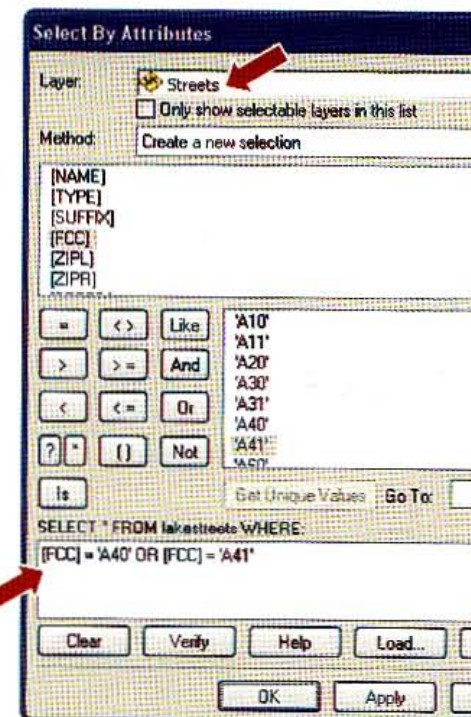 Select By Attributes
Layer: Streets
Only show selectable layers in this list
Method: Create a new selection
[NAME]
[TYPE]
[SUFFIX]
[FCC]
[ZIPL]
[ZIPR]
= <> Like
> >= And
< <= Or
? * () Not
Is
'A10'
'A11'
'A20'
'A30'
'A31'
'A40'
'A41'
Get Unique Values Go To:
SELECT * FROM lakestreets WHERE:
[FCC] = 'A40' OR [FCC] = 'A41'
Clear Verify Help Load...
OK Apply